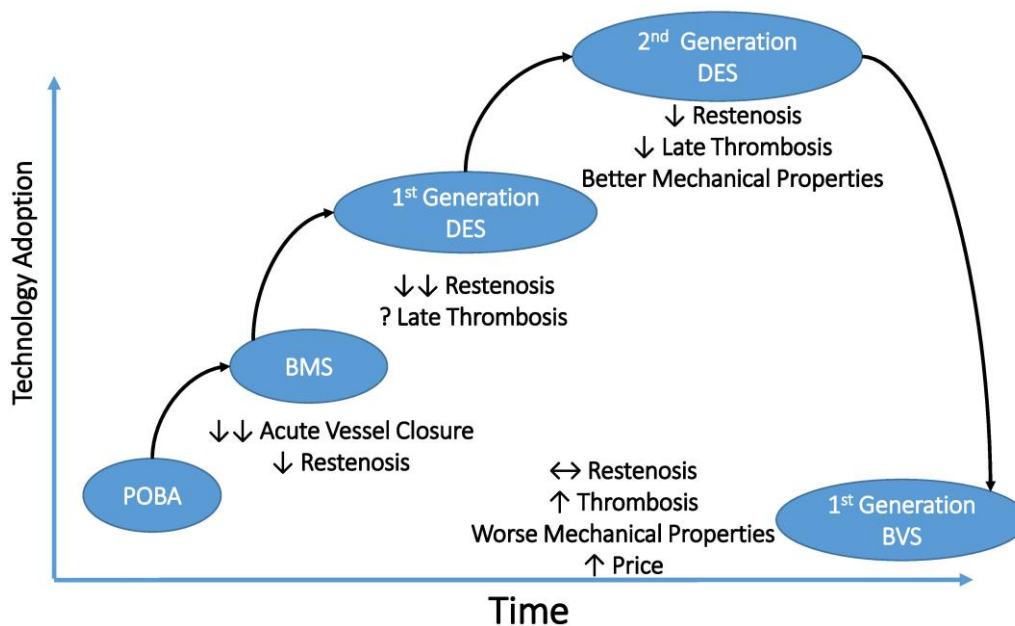 2nd Generation
DES
↓ Restenosis
↓ Late Thrombosis
Better Mechanical Properties
1st Generation
DES
↓↓ Restenosis
? Late Thrombosis
BMS
↓↓ Acute Vessel Closure
↓ Restenosis
POBA
↔ Restenosis
↑ Thrombosis
Worse Mechanical Properties
↑ Price
1st Generation
BVS
Technology Adoption
Time